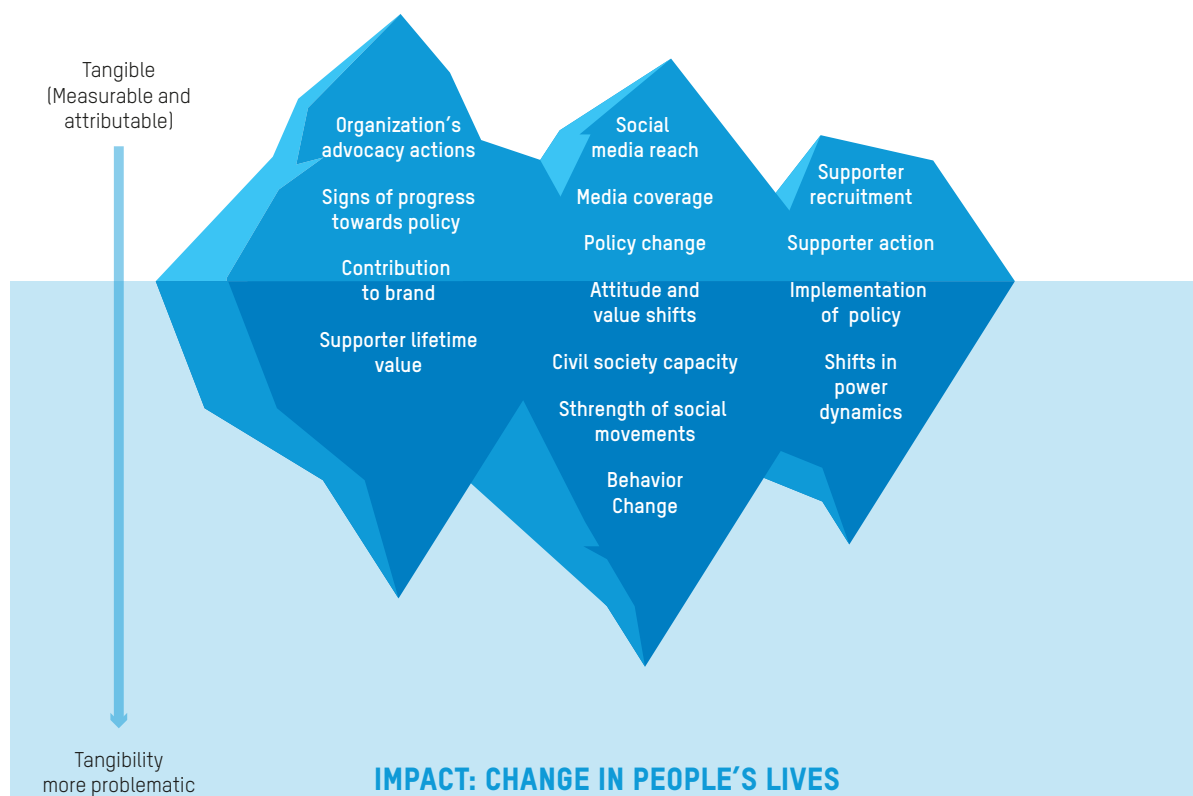 Tangible
(Measurable and
attributable)
Organization's
advocacy actions
Signs of progress
towards policy
Contribution
to brand
Supporter lifetime
value
Social
media reach
Media coverage
Policy change
Attitude and
value shifts
Civil society capacity
Sthrength of social
movements
Behavior
Change
Supporter
recruitment
Supporter action
Implementation
of policy
Shifts in
power
dynamics
Tangibility
more problematic
IMPACT: CHANGE IN PEOPLE'S LIVES